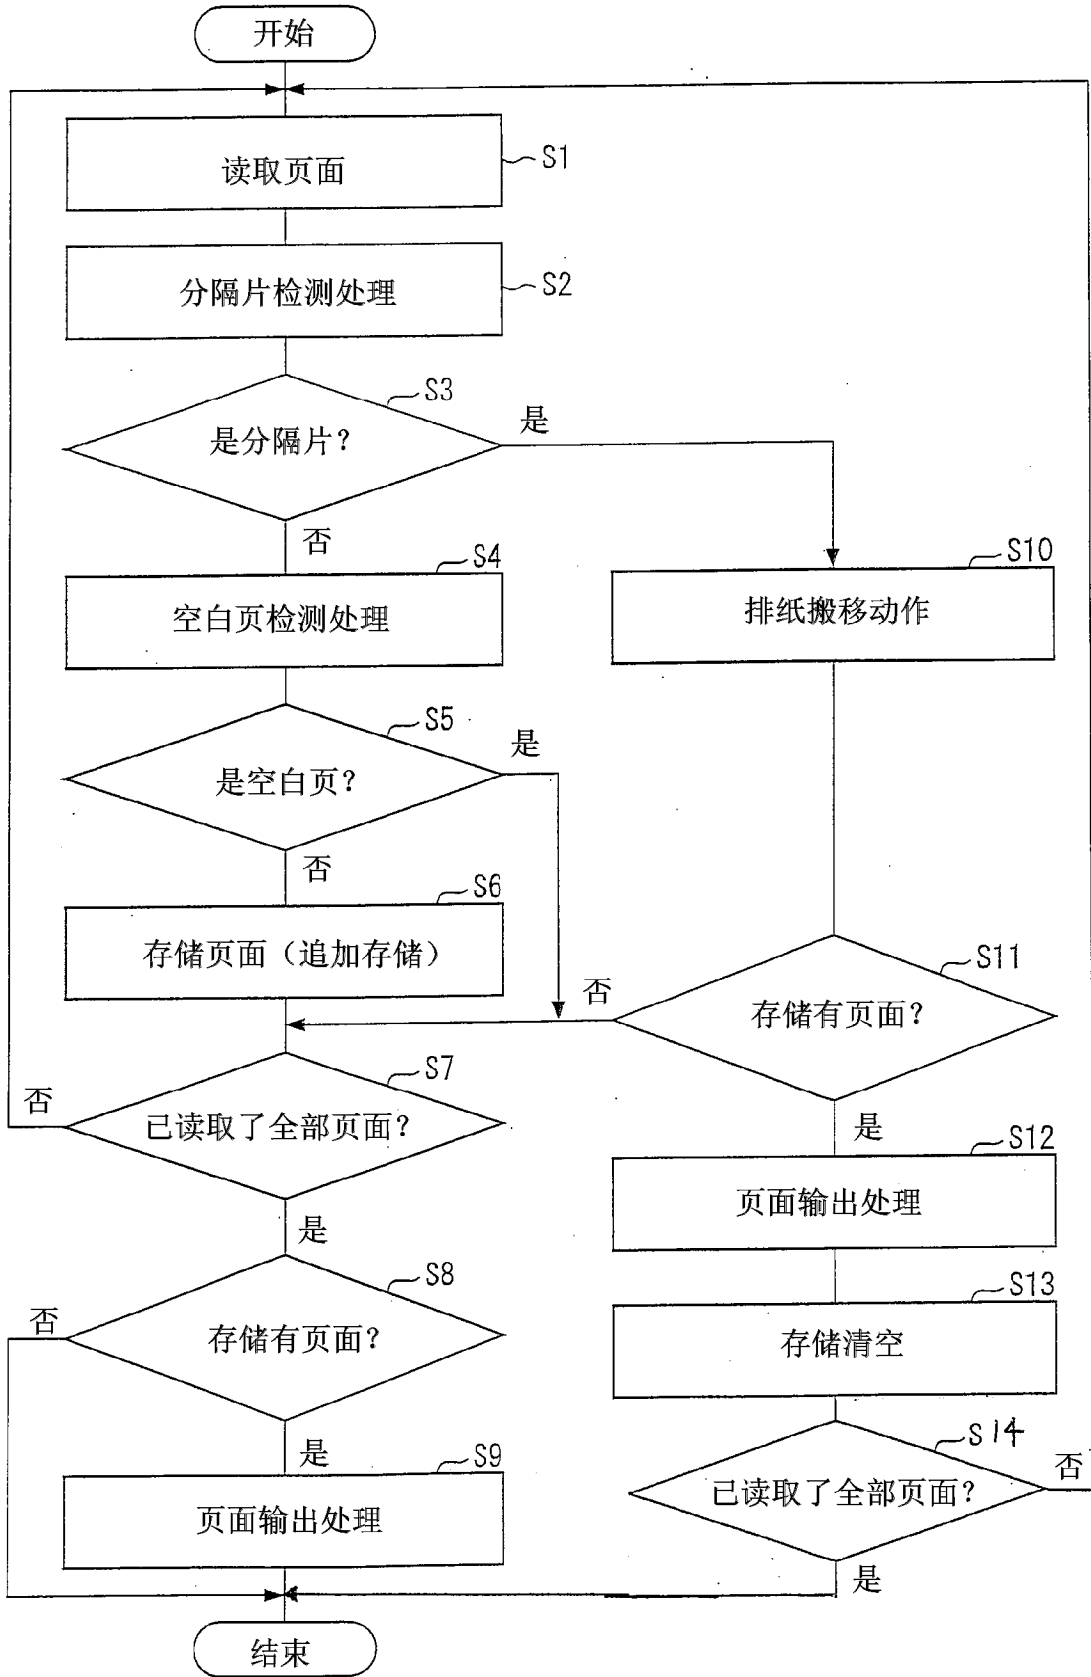 开始
读取页面
S1
分隔片检测处理
S2
S3
是分隔片？
是
否
S4
空白页检测处理
S10
排纸搬移动作
S5
是空白页？
是
否
S6
存储页面（追加存储）
S11
存储有页面？
否
S7
已读取了全部页面？
否
是
是
S12
页面输出处理
S8
存储有页面？
否
是
S13
存储清空
S9
页面输出处理
S14
已读取了全部页面？
否
是
结束